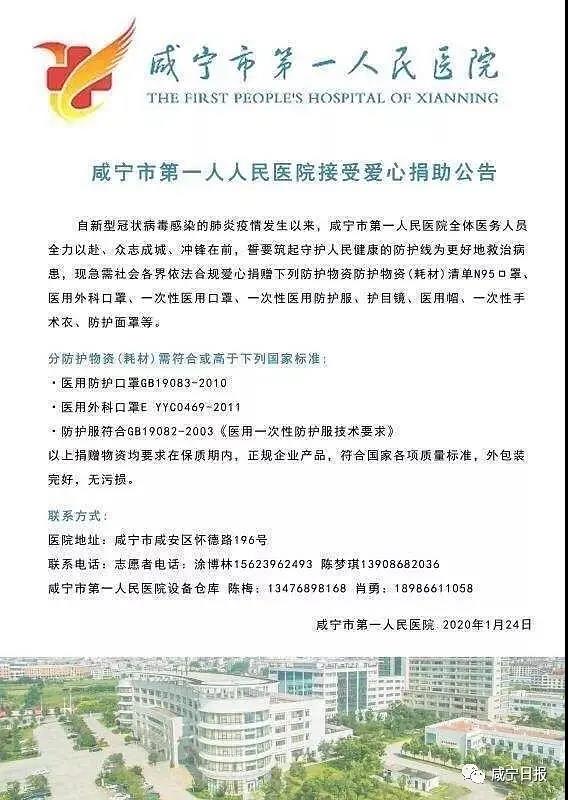 咸宁市第一人民医院
THE FIRST PEOPLE'S HOSPITAL OF XIANNING
咸宁市第一人人民医院接受爱心捐助公告
自新型冠状病毒感染的肺炎疫情发生以来，咸宁市第一人民医院全体医务人员
全力以赴、众志成城、冲锋在前，誓要筑起守护人民健康的防护线为更好地救治病
患，现急需社会各界依法合规爱心捐赠下列防护物资防护物资(耗材)清单N95口罩、
医用外科口罩、一次性医用口罩、一次性医用防护服、护目镜、医用帽、一次性手
术衣、防护面罩等。
分防护物资(耗材)需符合或高于下列国家标准：
·医用防护口罩GB19083-2010
·医用外科口罩E YYC0469-2011
·防护服符合GB19082-2003《医用一次性防护服技术要求》
以上捐赠物资均要求在保质期内，正规企业产品，符合国家各项质量标准，外包装
完好，无污损。
联系方式：
医院地址：咸宁市咸安区怀德路196号
联系电话：志愿者电话：涂博林15623962493 陈梦琪13908682036
咸宁市第一人民医院设备仓库 陈梅：13476898168 肖勇：18986611058
咸宁市第一人民医院 2020年1月24日
咸宁日报